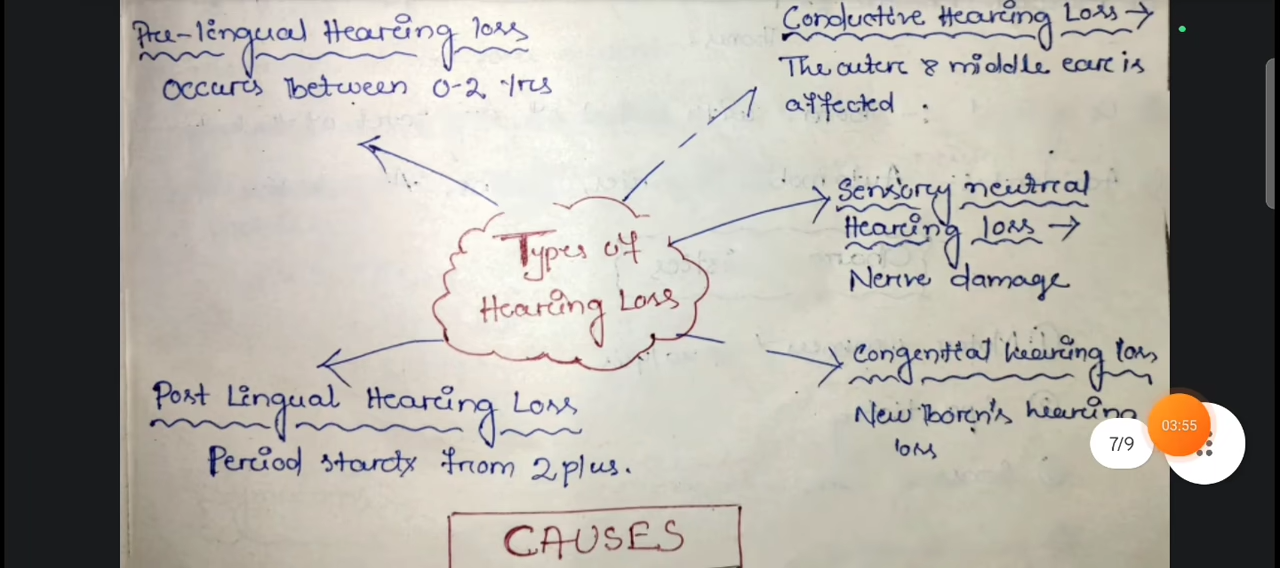 Pre-lingual Hearing loss
occurs between 0-2 yrs
Conductive Hearing Loss →
The outer & middle ear is
affected :
Sensory neutral
Hearing loss →
Nerve damage
Types of
Hearing Loss
Congenital hearing loss
New Boren's hearing
loss
Post Lingual Hearing Loss
Period starts from 2 plus.
CAUSES
7/9
03:55